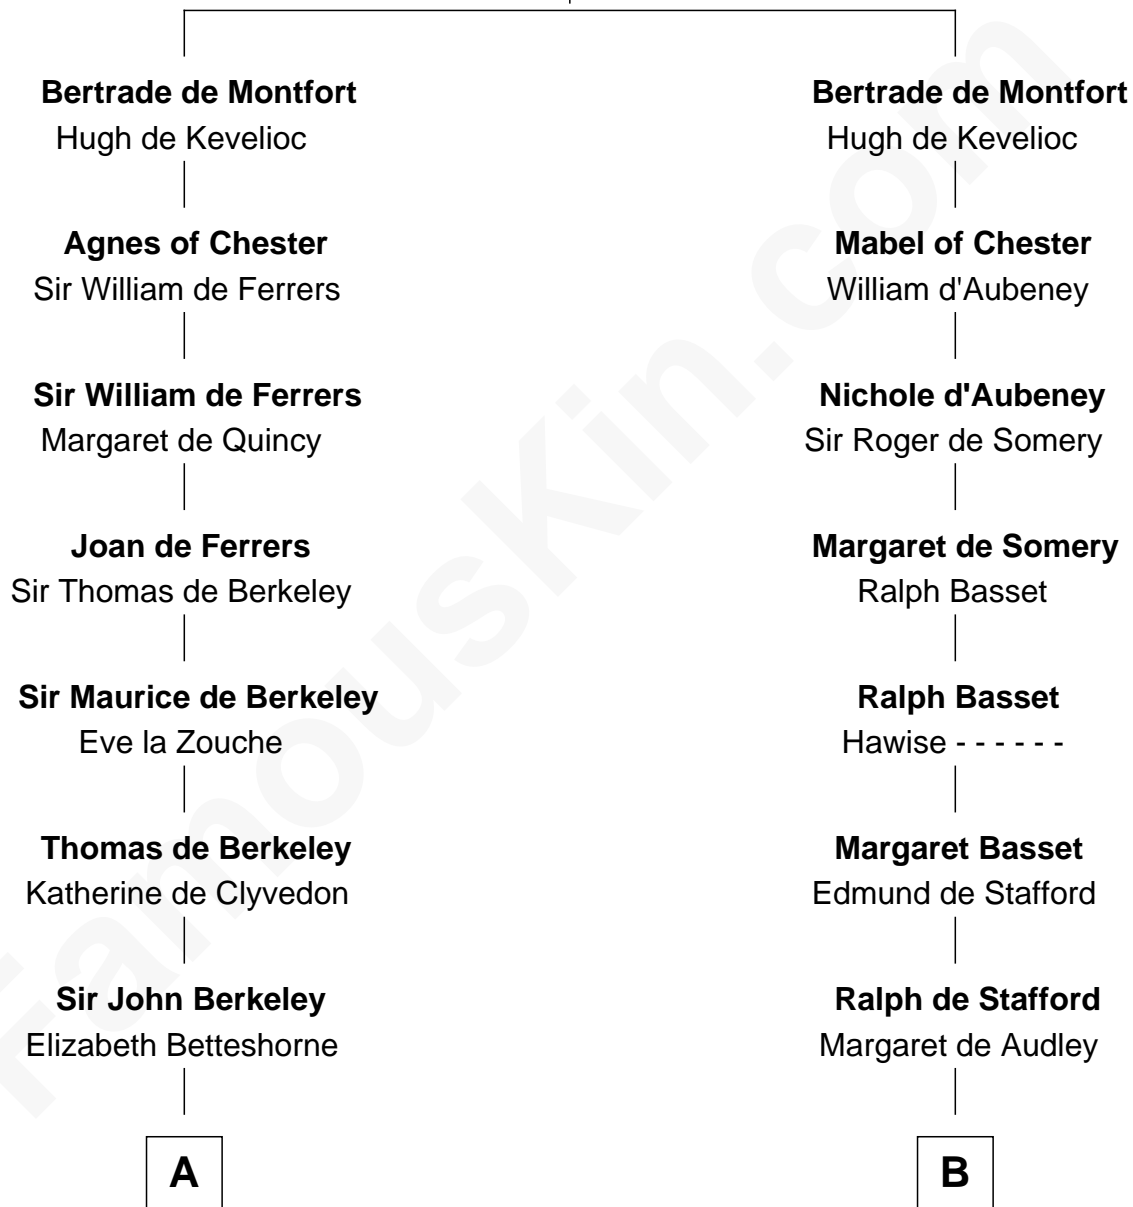 Bertrade de Montfort
Hugh de Kevelioc
Agnes of Chester
Sir William de Ferrers
Sir William de Ferrers
Margaret de Quincy
Joan de Ferrers
Sir Thomas de Berkeley
Sir Maurice de Berkeley
Eve la Zouche
Thomas de Berkeley
Katherine de Clyvedon
Sir John Berkeley
Elizabeth Betteshorne
A
Bertrade de Montfort
Hugh de Kevelioc
Mabel of Chester
William d'Aubeney
Nichole d'Aubeney
Sir Roger de Somery
Margaret de Somery
Ralph Basset
Ralph Basset
Hawise - - - - - -
Margaret Basset
Edmund de Stafford
Ralph de Stafford
Margaret de Audley
B
FamousKin.com